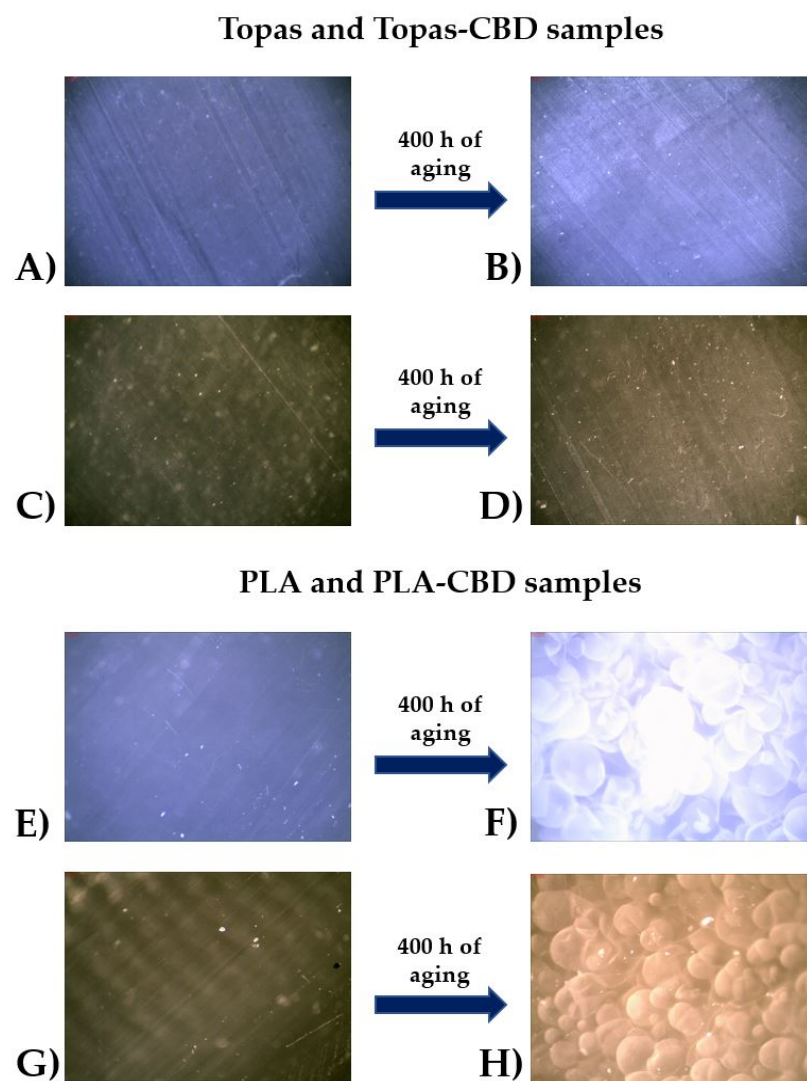 Topas and Topas-CBD samples
400 h of
aging
A)
B)
400 h of
aging
C)
D)
PLA and PLA-CBD samples
400 h of
aging
E)
F)
400 h of
aging
G)
H)